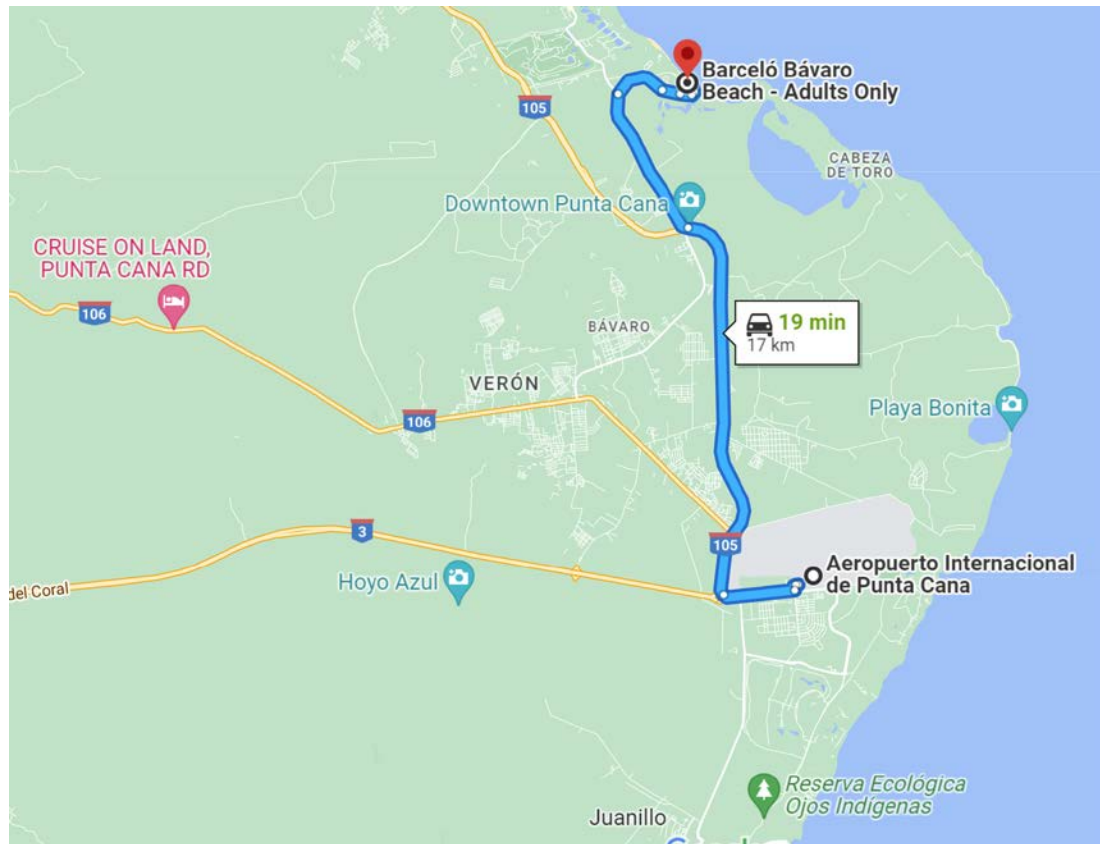 Barceló Bávaro
Beach - Adults Only
105
CABEZA
DE TORO
Downtown Punta Cana
CRUISE ON LAND,
PUNTA CANA RD
106
19 min
17 km
BÁVARO
VERÓN
Playa Bonita
106
3
105
Aeropuerto Internacional
de Punta Cana
Hoyo Azul
del Coral
Reserva Ecológica
Ojos Indígenas
Juanillo